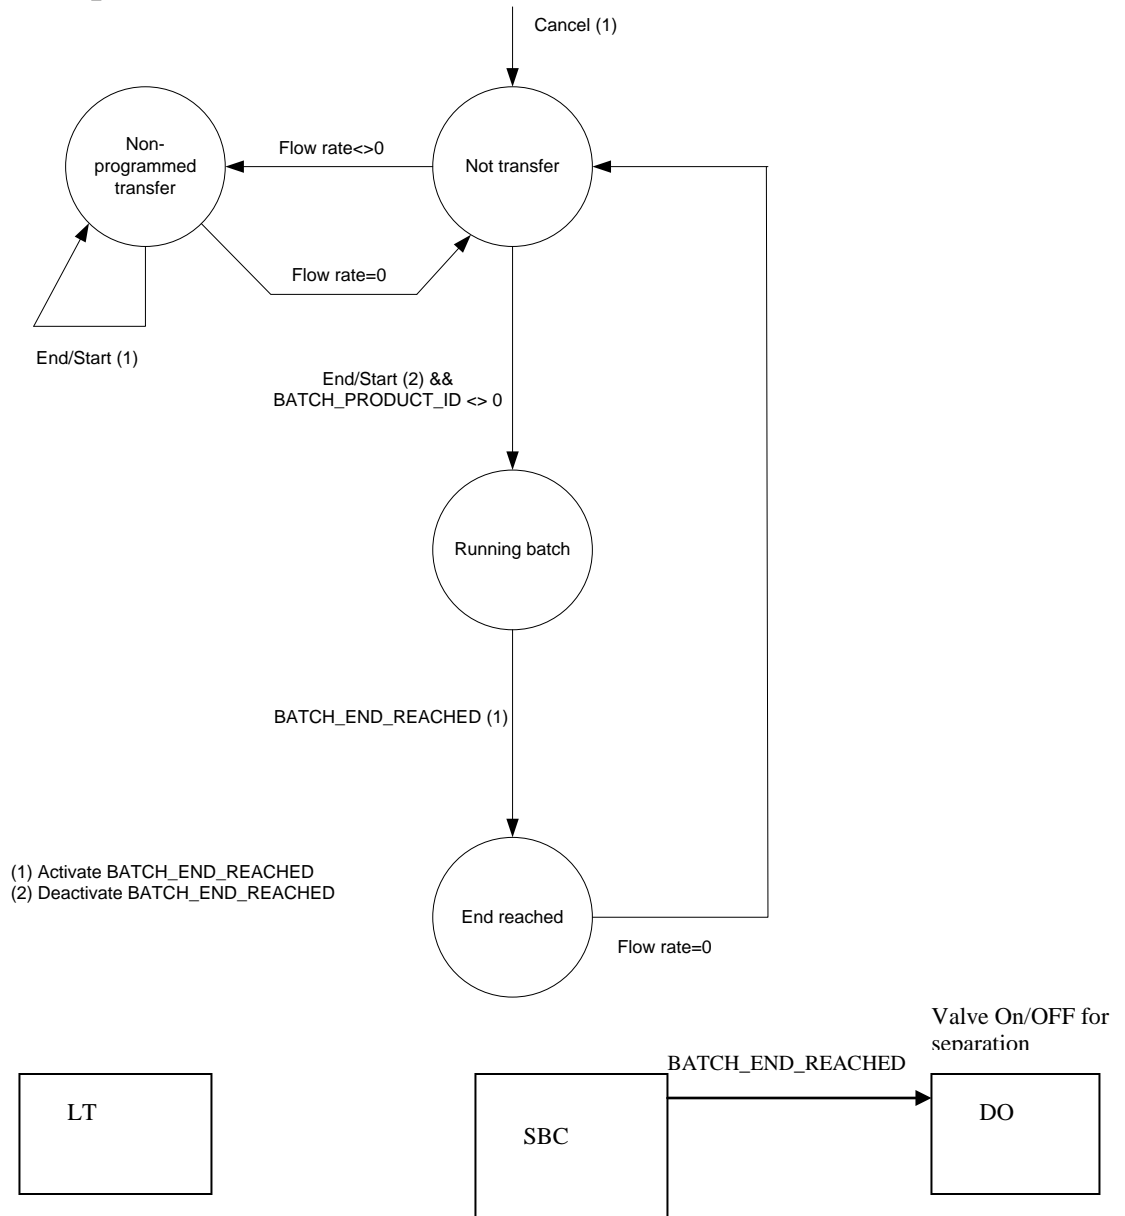 Cancel (1)
Non-
programmed
transfer
Flow rate<>0
Not transfer
Flow rate=0
End/Start (1)
End/Start (2) &&
BATCH_PRODUCT_ID <> 0
Running batch
BATCH_END_REACHED (1)
(1) Activate BATCH_END_REACHED
(2) Deactivate BATCH_END_REACHED
End reached
Flow rate=0
Valve On/OFF for
separation
BATCH_END_REACHED
LT
SBC
DO